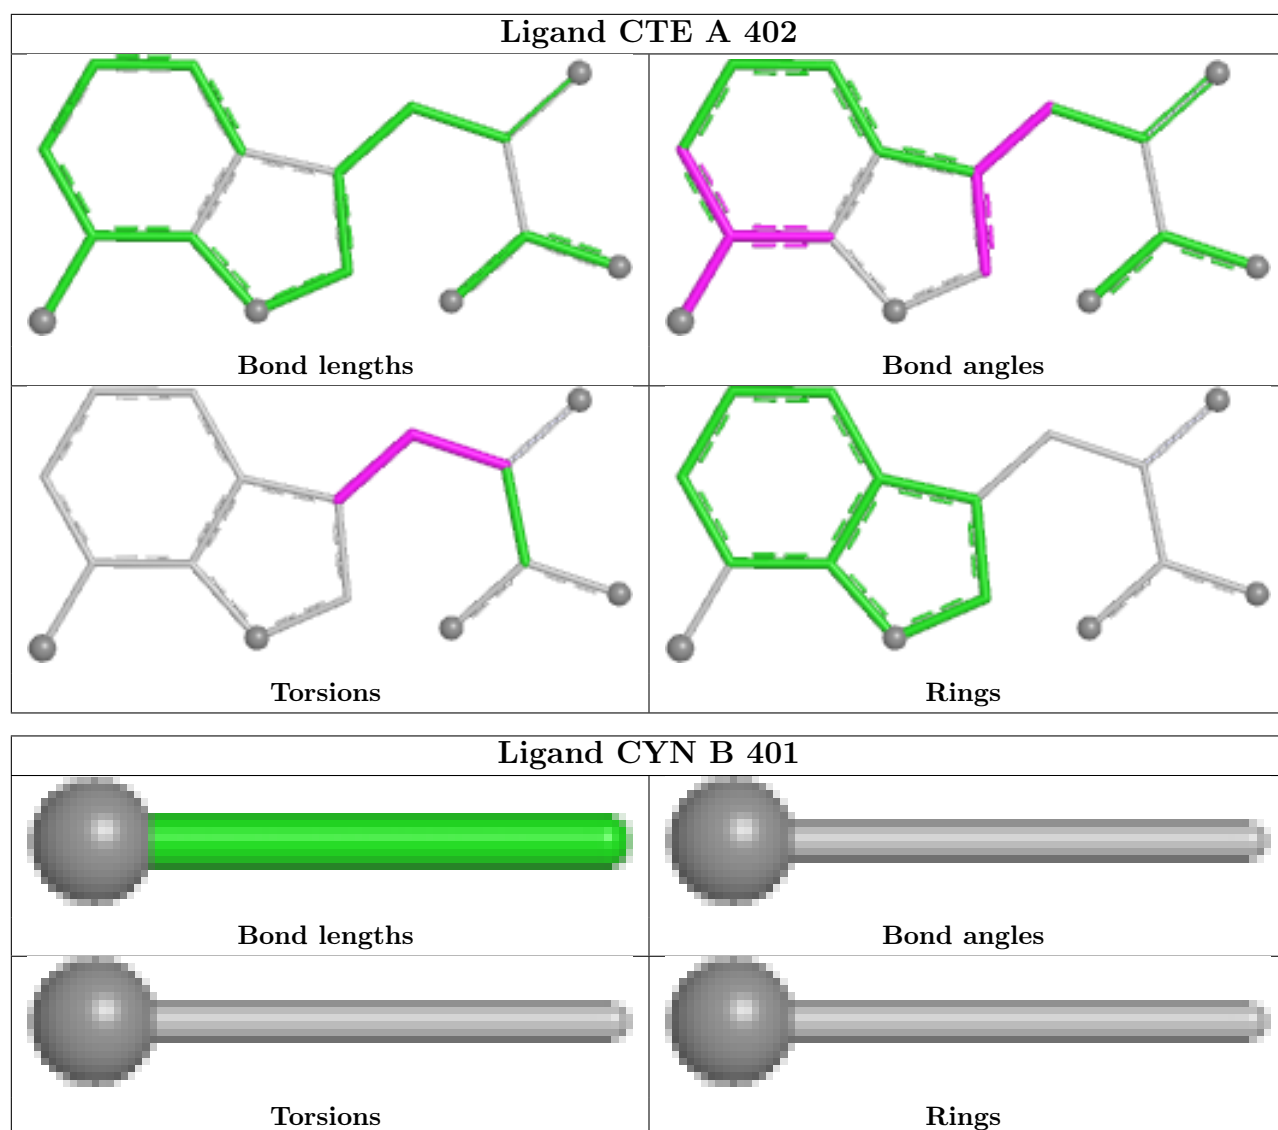 Ligand CTE A 402
Bond lengths
Bond angles
Torsions
Rings
Ligand CYN B 401
Bond lengths
Bond angles
Torsions
Rings